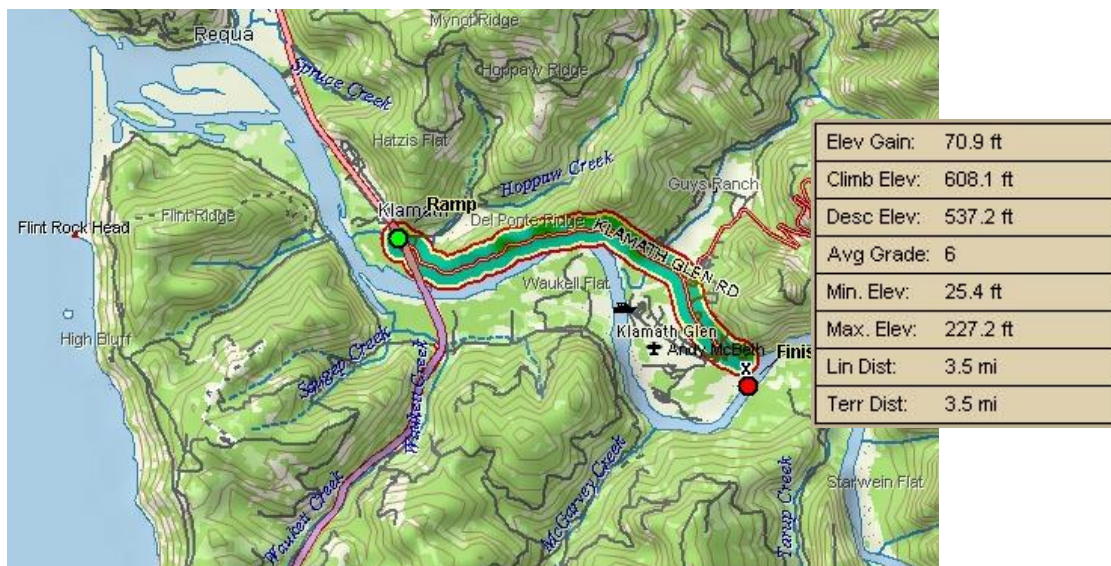 Mynot Ridge
Requa
Spruce Creek
Hoppaw Ridge
Hatzis Flat
Hoppaw Creek
Guys Ranch
Flint Ridge
Klamath
Ramp
Del Ponte Ridge
Flint Rock Head
KLAMATH GLEN RD
Waukell Flat
High Bluff
Klamath Glen
Andy McBeth
Finis
X
Waukell Creek
Waukell Creek
McGarvey Creek
Tarup Creek
Starwein Flat
Elev Gain: 70.9 ft
Climb Elev: 608.1 ft
Desc Elev: 537.2 ft
Avg Grade: 6
Min. Elev: 25.4 ft
Max. Elev: 227.2 ft
Lin Dist: 3.5 mi
Terr Dist: 3.5 mi